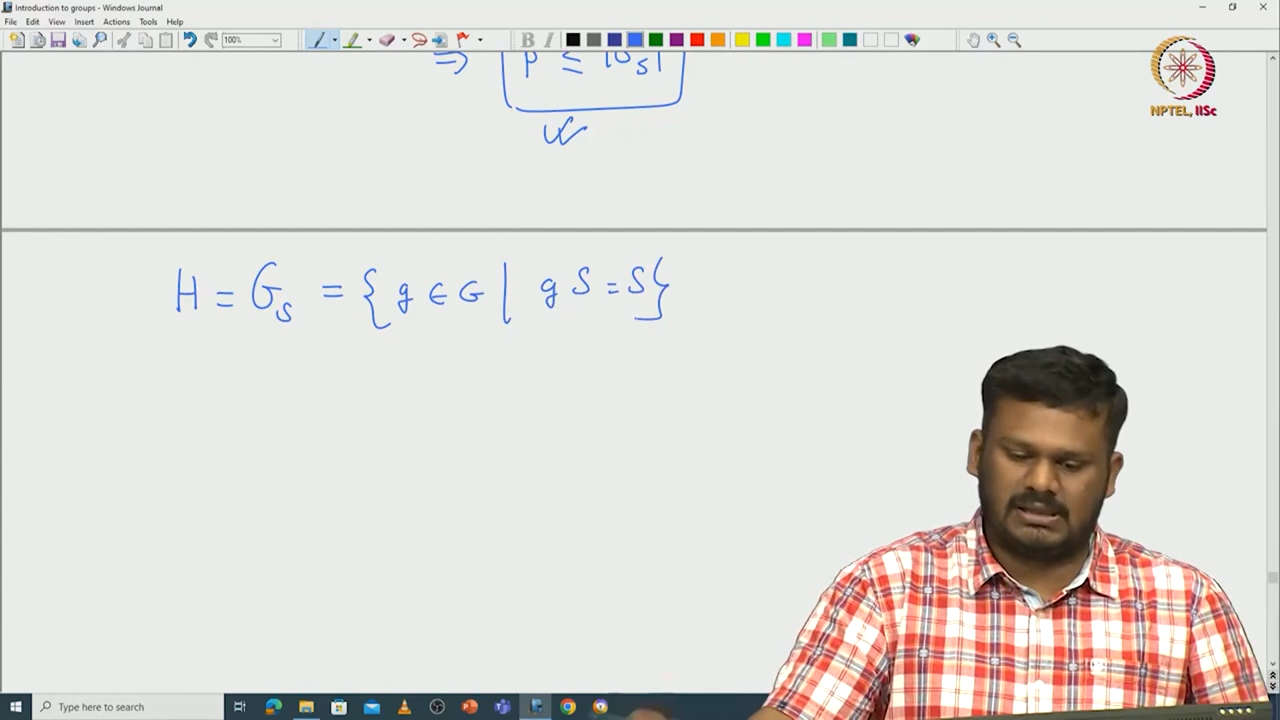 Introduction to groups - Windows Journal
File Edit View Insert Actions Tools Help
100%
B I
NPTEL, IISc
⇒ p ≤ |G_S|
H = G_S = { g ∈ G | g S = S }
Type here to search